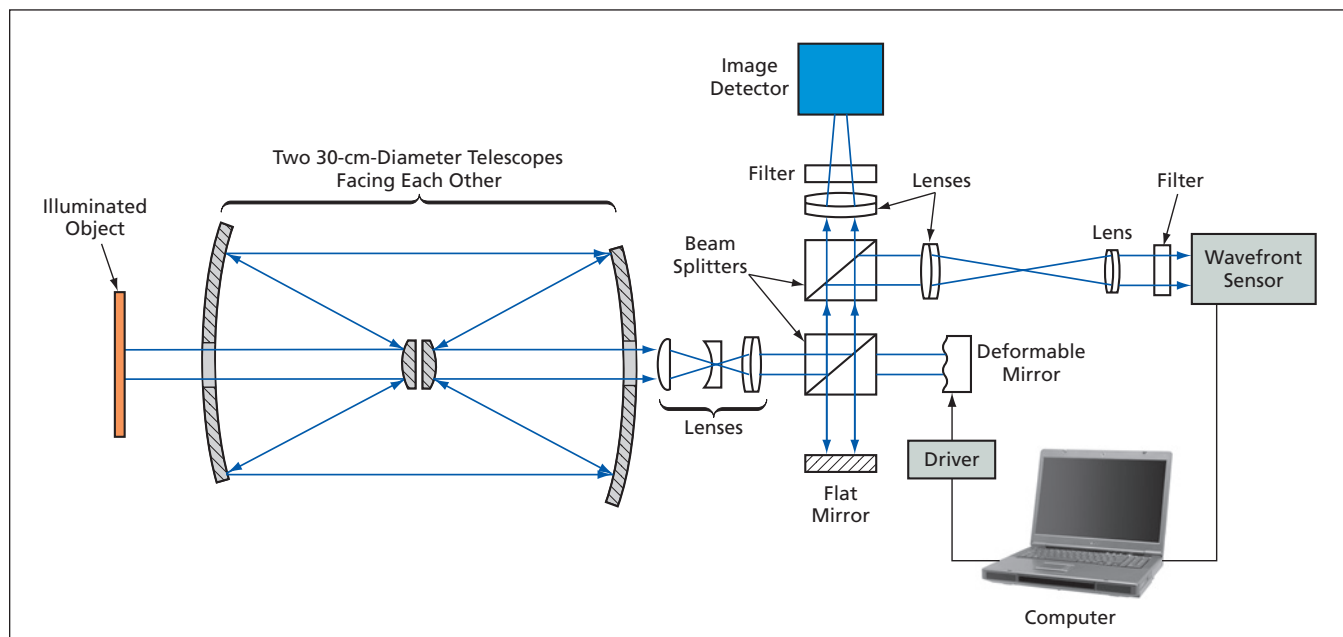 Image
Detector
Two 30-cm-Diameter Telescopes
Facing Each Other
Filter
Lenses
Filter
Illuminated
Object
Beam
Splitters
Lens
Wavefront
Sensor
Deformable
Mirror
Lenses
Driver
Flat
Mirror
Computer